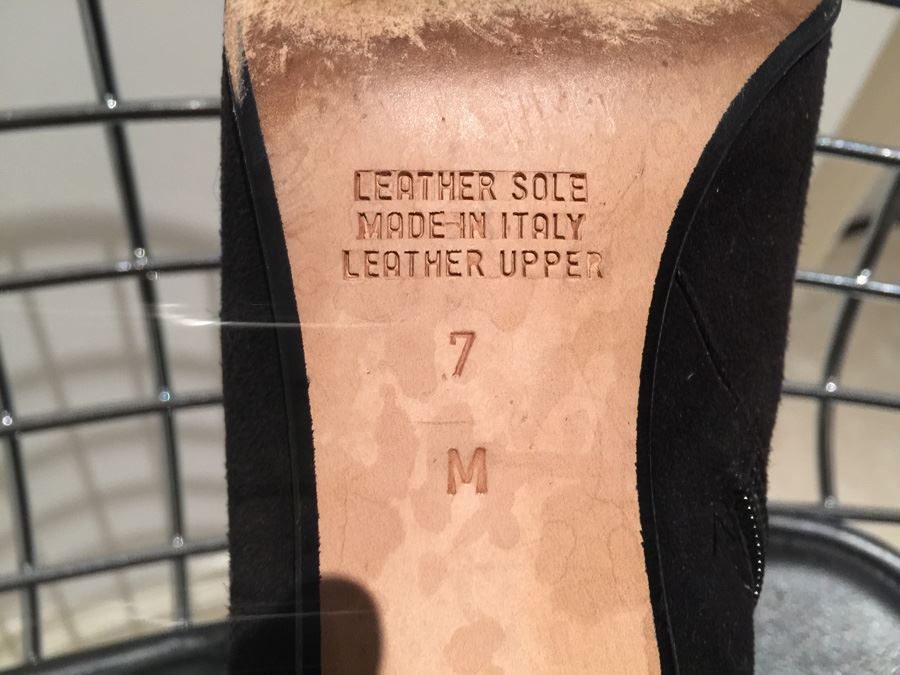 LEATHER SOLE
MADE IN ITALY
LEATHER UPPER
7
M